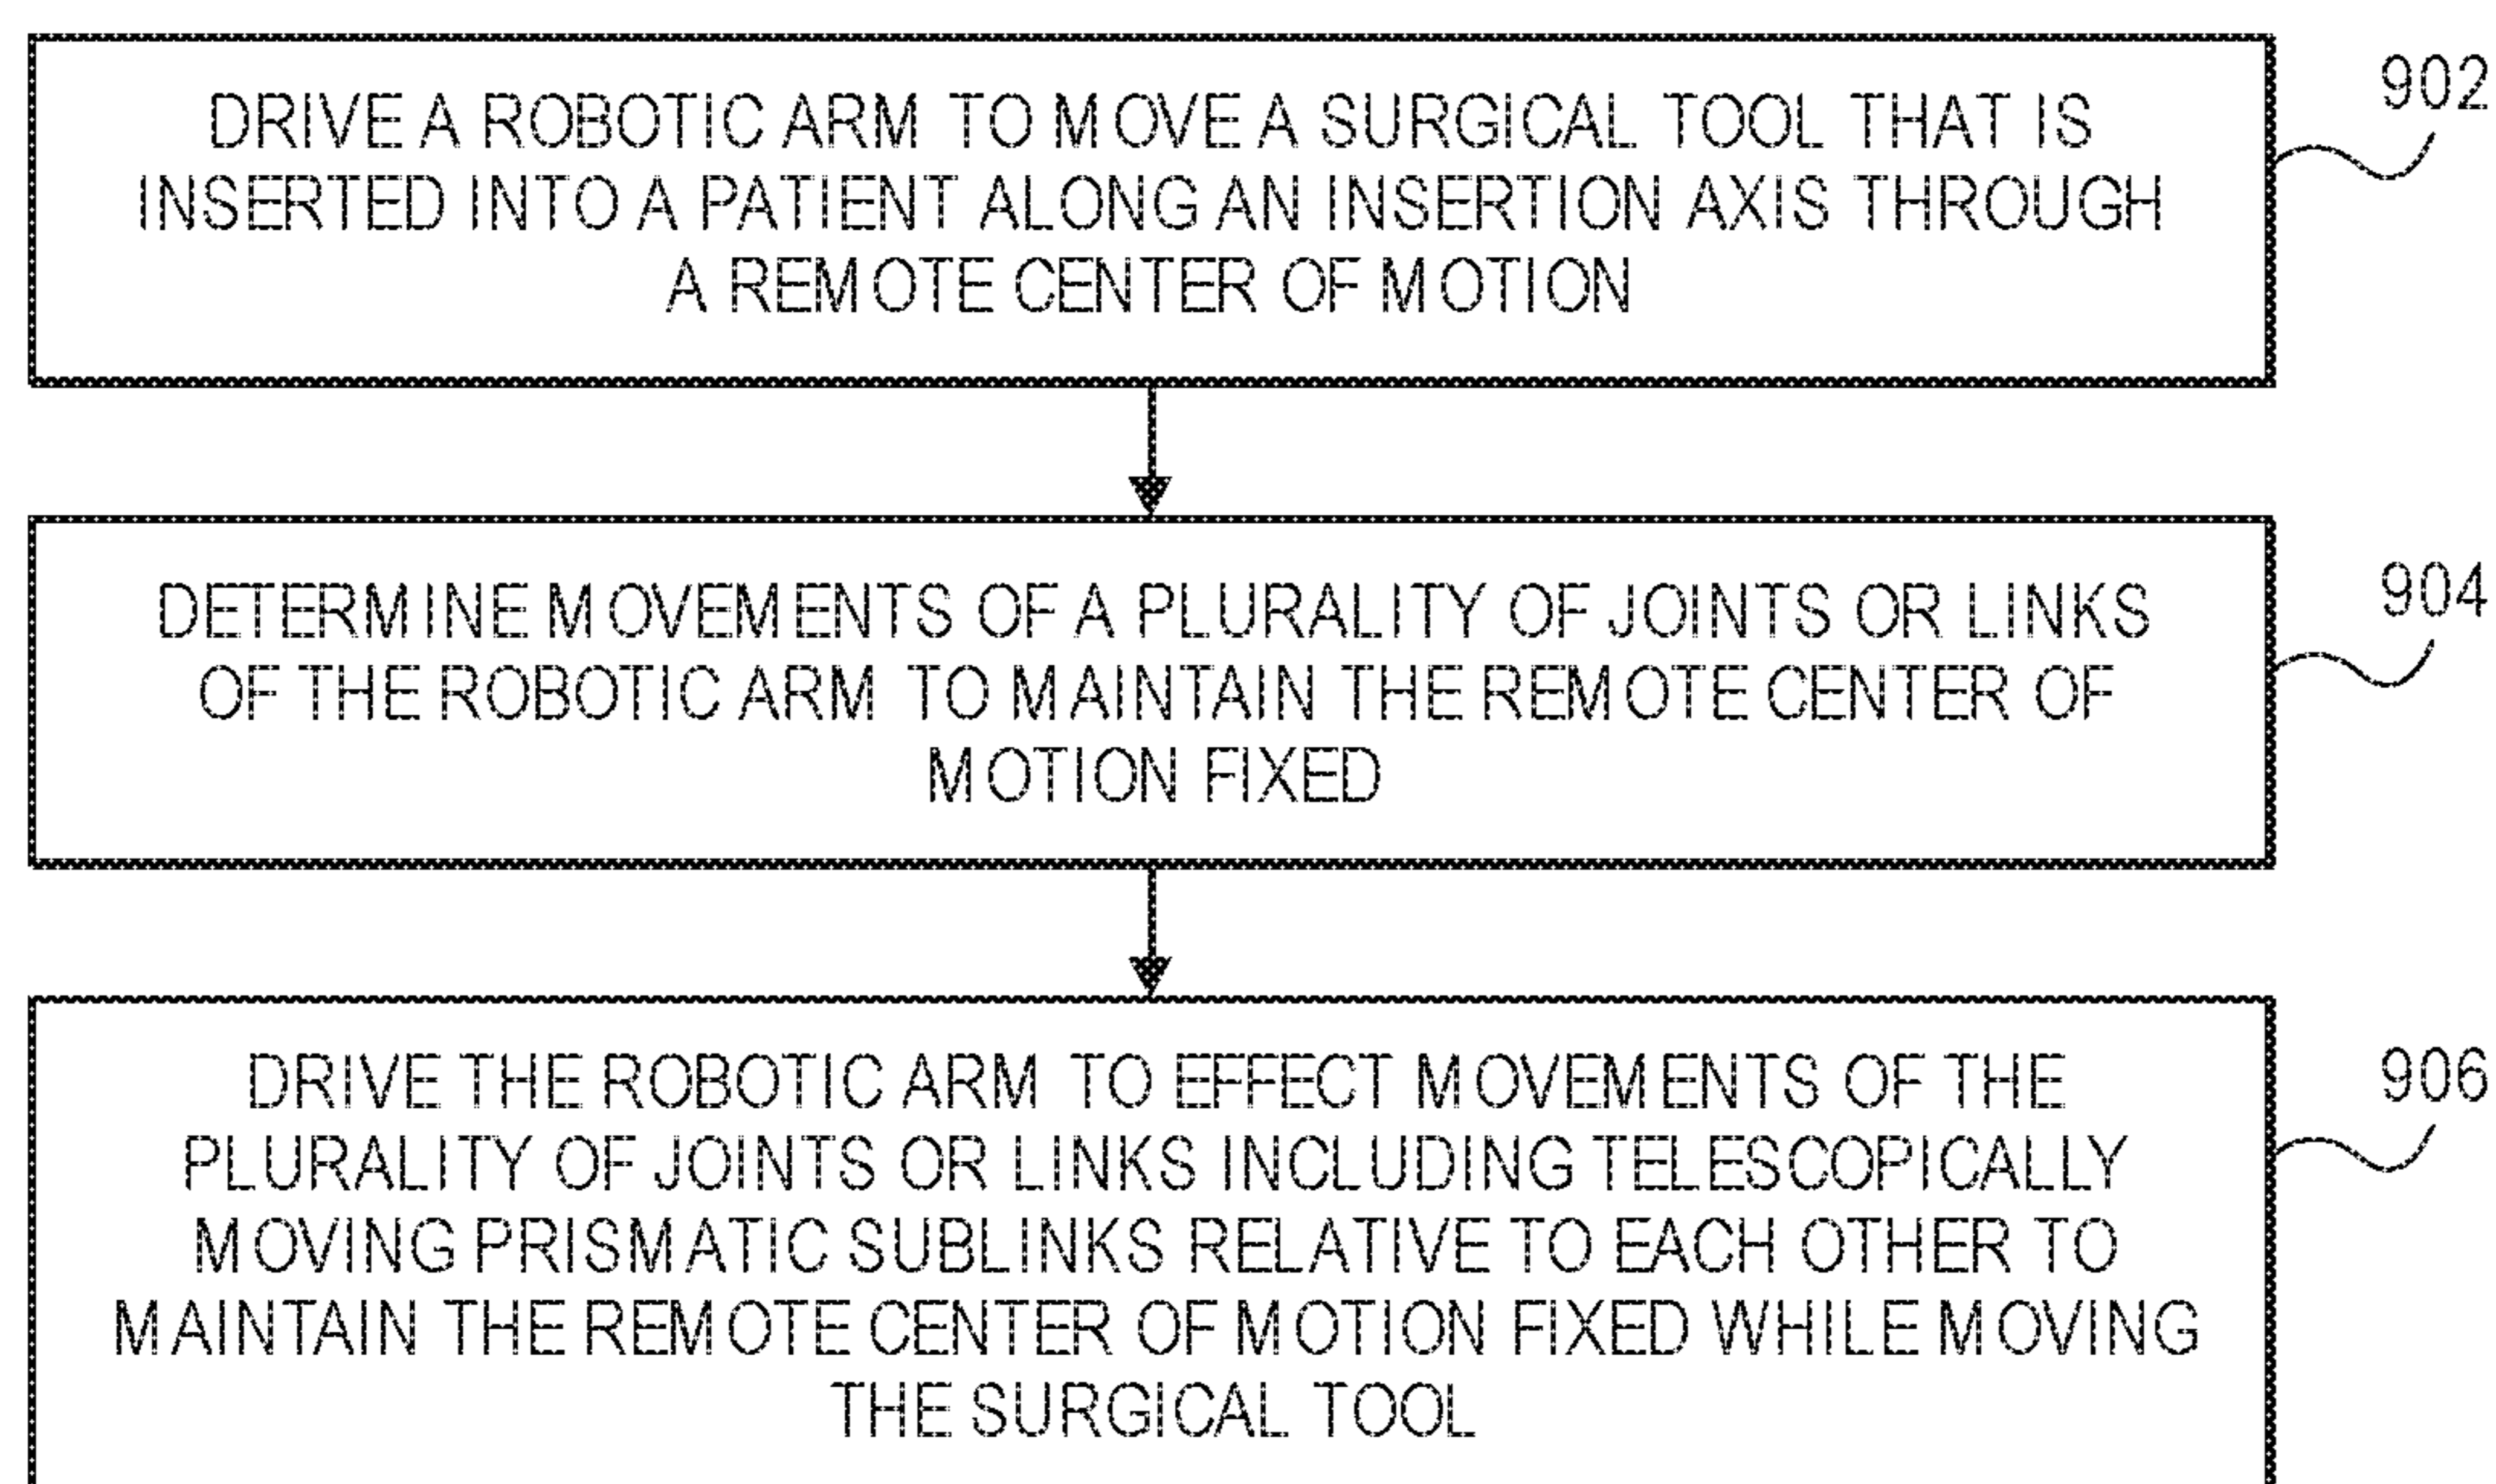 902
DRIVE A ROBOTIC ARM TO MOVE A SURGICAL TOOL THAT IS
INSERTED INTO A PATIENT ALONG AN INSERTION AXIS THROUGH
A REMOTE CENTER OF MOTION
904
DETERMINE MOVEMENTS OF A PLURALITY OF JOINTS OR LINKS
OF THE ROBOTIC ARM TO MAINTAIN THE REMOTE CENTER OF
MOTION FIXED
906
DRIVE THE ROBOTIC ARM TO EFFECT MOVEMENTS OF THE
PLURALITY OF JOINTS OR LINKS INCLUDING TELESCOPICALLY
MOVING PRISMATIC SUBLINKS RELATIVE TO EACH OTHER TO
MAINTAIN THE REMOTE CENTER OF MOTION FIXED WHILE MOVING
THE SURGICAL TOOL